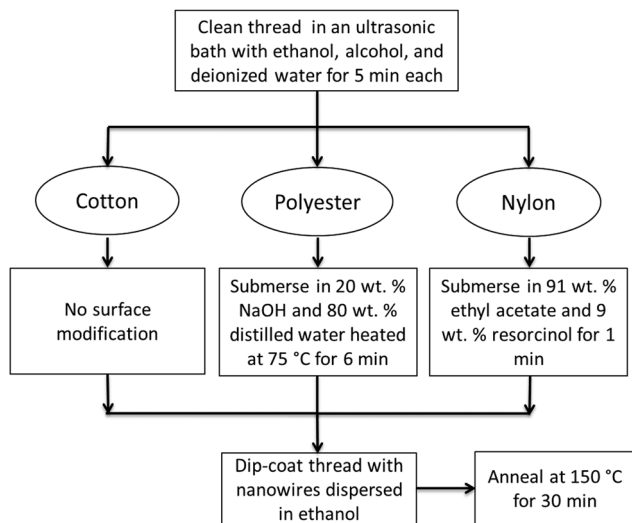 Clean thread in an ultrasonic
bath with ethanol, alcohol, and
deionized water for 5 min each
Cotton
Polyester
Nylon
No surface
modification
Submerse in 20 wt. %
NaOH and 80 wt. %
distilled water heated
at 75 °C for 6 min
Submerse in 91 wt. %
ethyl acetate and 9
wt. % resorcinol for 1
min
Dip-coat thread with
nanowires dispersed
in ethanol
Anneal at 150 °C
for 30 min